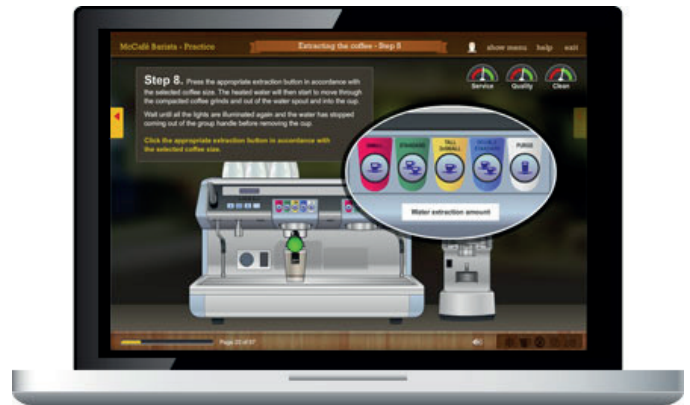 McCafé Barista - Practice
Extracting the coffee - Step 8
show menu help exit
Step 8. Press the appropriate extraction button in accordance with
the selected coffee size. The heated water will then start to move through
the compacted coffee grinds and out of the water spout and into the cup.
Wait until all the lights are illuminated again and the water has stopped
coming out of the group handle before removing the cup.
Click the appropriate extraction button in accordance with
the selected coffee size.
Service Quality Clean
SMALL STANDARD TALL DOUBLE PURGE
STANDARD
Water extraction amount
Page 23 of 57